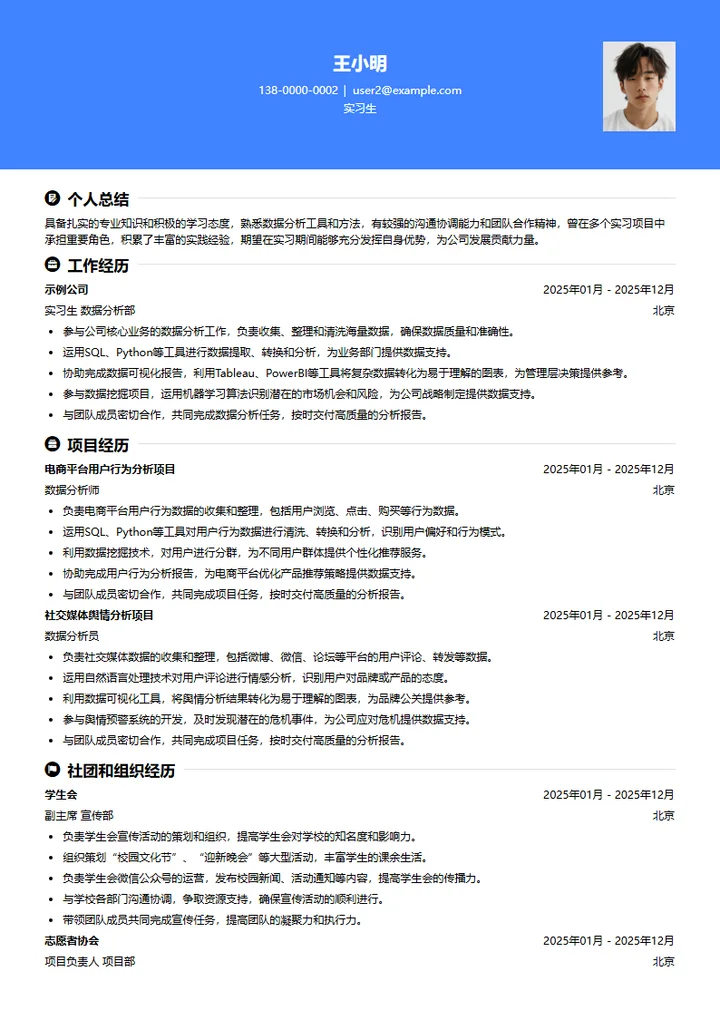 王小明
138-0000-0002 | user2@example.com
实习生
个人总结
具备扎实的专业知识和积极的学习态度，熟悉数据分析工具和方法，有较强的沟通协调能力和团队合作精神，曾在多个实习项目中
承担重要角色，积累了丰富的实践经验，期望在实习期间能够充分发挥自身优势，为公司发展贡献力量。
工作经历
示例公司 2025年01月 - 2025年12月
实习生 数据分析部 北京
• 参与公司核心业务的数据分析工作，负责收集、整理和清洗海量数据，确保数据质量和准确性。
• 运用SQL、Python等工具进行数据提取、转换和分析，为业务部门提供数据支持。
• 协助完成数据可视化报告，利用Tableau、PowerBI等工具将复杂数据转化为易于理解的图表，为管理层决策提供参考。
• 参与数据挖掘项目，运用机器学习算法识别潜在的市场机会和风险，为公司战略制定提供数据支持。
• 与团队成员密切合作，共同完成数据分析任务，按时交付高质量的分析报告。
项目经历
电商平台用户行为分析项目 2025年01月 - 2025年12月
数据分析师 北京
• 负责电商平台用户行为数据的收集和整理，包括用户浏览、点击、购买等行为数据。
• 运用SQL、Python等工具对用户行为数据进行清洗、转换和分析，识别用户偏好和行为模式。
• 利用数据挖掘技术，对用户进行分群，为不同用户群体提供个性化推荐服务。
• 协助完成用户行为分析报告，为电商平台优化产品推荐策略提供数据支持。
• 与团队成员密切合作，共同完成项目任务，按时交付高质量的分析报告。
社交媒体舆情分析项目 2025年01月 - 2025年12月
数据分析员 北京
• 负责社交媒体数据的收集和整理，包括微博、微信、论坛等平台的用户评论、转发等数据。
• 运用自然语言处理技术对用户评论进行情感分析，识别用户对品牌或产品的态度。
• 利用数据可视化工具，将舆情分析结果转化为易于理解的图表，为品牌公关提供参考。
• 参与舆情预警系统的开发，及时发现潜在的危机事件，为公司应对危机提供数据支持。
• 与团队成员密切合作，共同完成项目任务，按时交付高质量的分析报告。
社团和组织经历
学生会 2025年01月 - 2025年12月
副主席 宣传部 北京
• 负责学生会宣传活动的策划和组织，提高学生会对学校的知名度和影响力。
• 组织策划“校园文化节”、“迎新晚会”等大型活动，丰富学生的课余生活。
• 负责学生会微信公众号的运营，发布校园新闻、活动通知等内容，提高学生会的传播力。
• 与学校各部门沟通协调，争取资源支持，确保宣传活动的顺利进行。
• 带领团队成员共同完成宣传任务，提高团队的凝聚力和执行力。
志愿者协会 2025年01月 - 2025年12月
项目负责人 项目部 北京